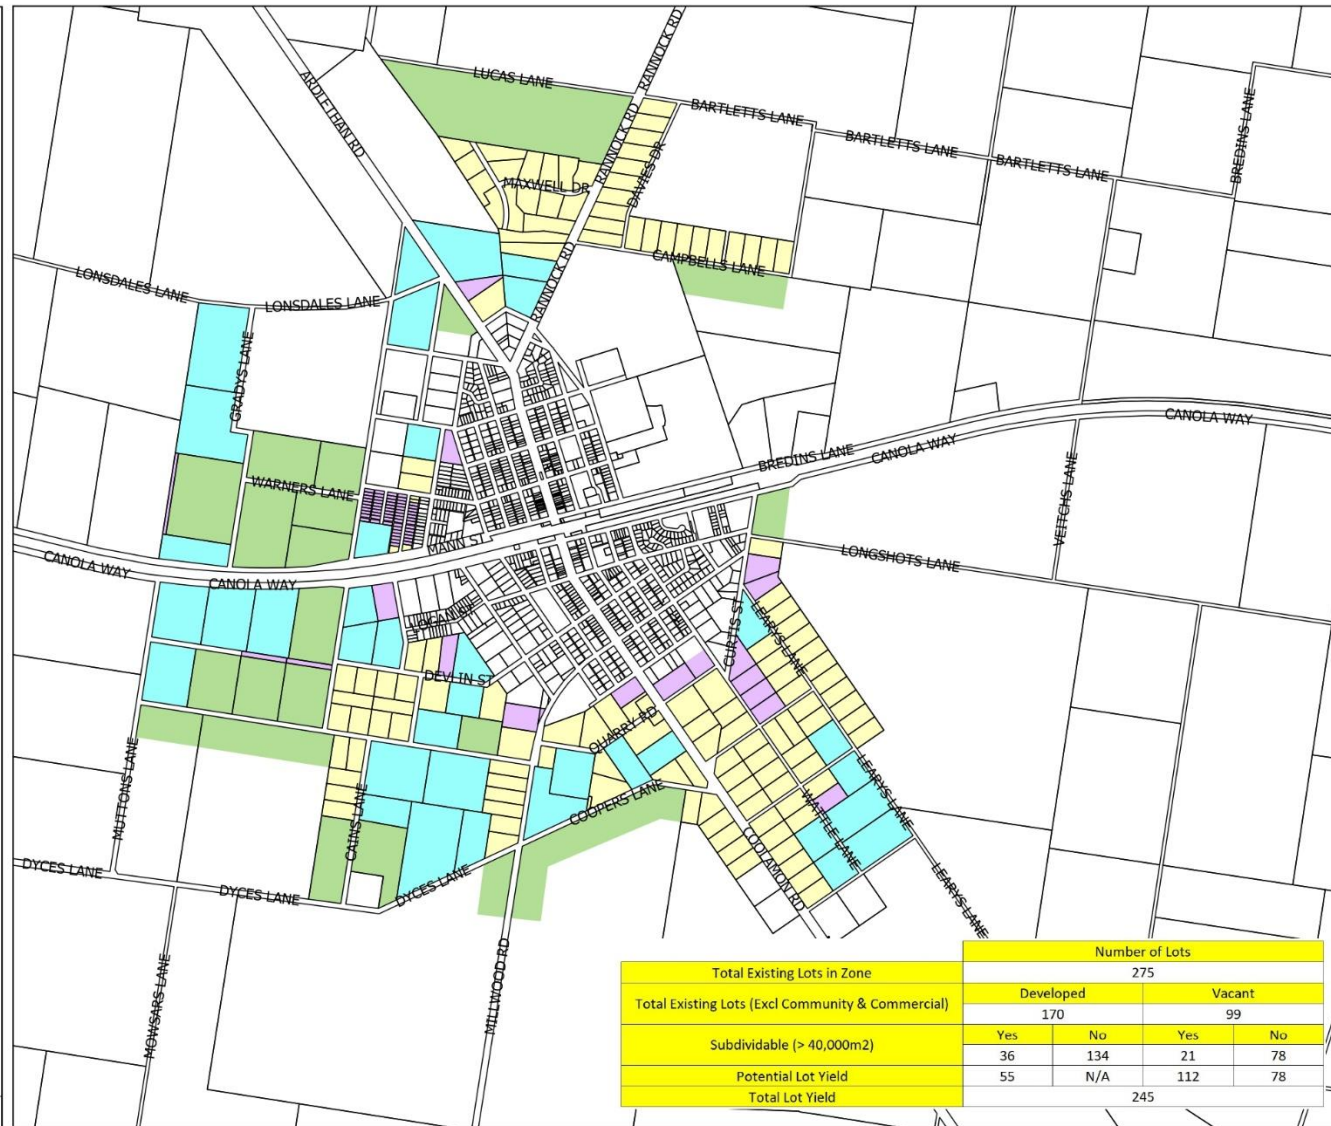 LUCAS LANE
RANNOCK RD
ARDLETHAN RD
BARTLETTS LANE
BARTLETTS LANE
BARTLETTS LANE
BREDINS LANE
RANNOCK RD
DAVIES DR
MAXWELL DR
CAMPBELLS LANE
RANNOCK RD
LONSDALES LANE
LONSDALES LANE
GRADYS LANE
CANOLA WAY
BREDINS LANE
CANOLA WAY
WARNERS LANE
VEITCHS LANE
MANN ST
LONGSHOTS LANE
CANOLA WAY
CANOLA WAY
LOGAN ST
CURTIS ST
LEARYS LANE
DEVLIN ST
QUARRY RD
MUTTONS LANE
COOPERS LANE
LEARYS LANE
CAINS LANE
WATTLE LANE
COOLAMON RD
DYCES LANE
DYCES LANE
DYCES LANE
LEARYS LANE
MOWSARS LANE
MILLWOOD RD
Number of Lots
Total Existing Lots in Zone 275
Total Existing Lots (Excl Community & Commercial) Developed Vacant
170 99
Subdividable (> 40,000m2) Yes No Yes No
36 134 21 78
Potential Lot Yield 55 N/A 112 78
Total Lot Yield 245